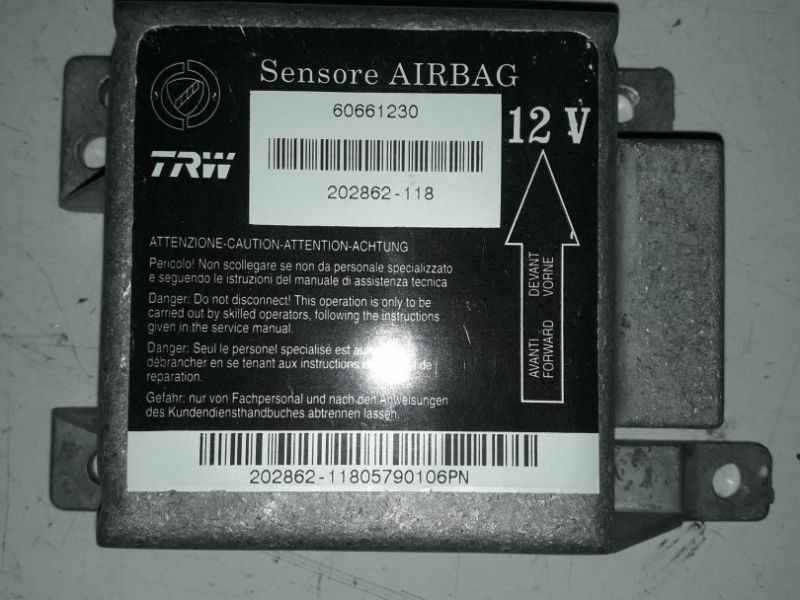 Sensore AIRBAG
60661230
12 V
TRW
202862-118
ATTENZIONE-CAUTION-ATTENTION-ACHTUNG
Pericolo! Non scollegare se non da personale specializzato
e seguendo le istruzioni del manuale di assistenza tecnica
Danger: Do not disconnect! This operation is only to be
carried out by skilled operators, following the instructions
given in the service manual.
Danger: Seul le personel specialisé est
débrancher en se tenant aux instructions de
reparation.
Gefahr: nur von Fachpersonal und nach den Anweisungen
des Kundendiensthandbuches abtrennen lassen.
AVANTI DEVANT
FORWARD VORNE
202862-11805790106PN